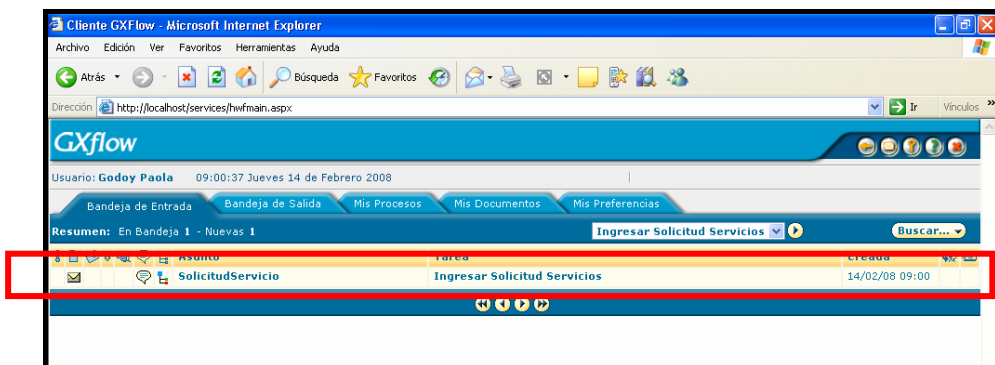 Cliente GXFlow - Microsoft Internet Explorer
Archivo Edición Ver Favoritos Herramientas Ayuda
Atrás Búsqueda Favoritos
Dirección http://localhost/services/hwfmain.aspx Ir Vínculos »
GXflow
Usuario: Godoy Paola 09:00:37 Jueves 14 de Febrero 2008
Bandeja de Entrada Bandeja de Salida Mis Procesos Mis Documentos Mis Preferencias
Resumen: En Bandeja 1 - Nuevas 1 Ingresar Solicitud Servicios Buscar...
Asunto Tarea Creada
SolicitudServicio Ingresar Solicitud Servicios 14/02/08 09:00